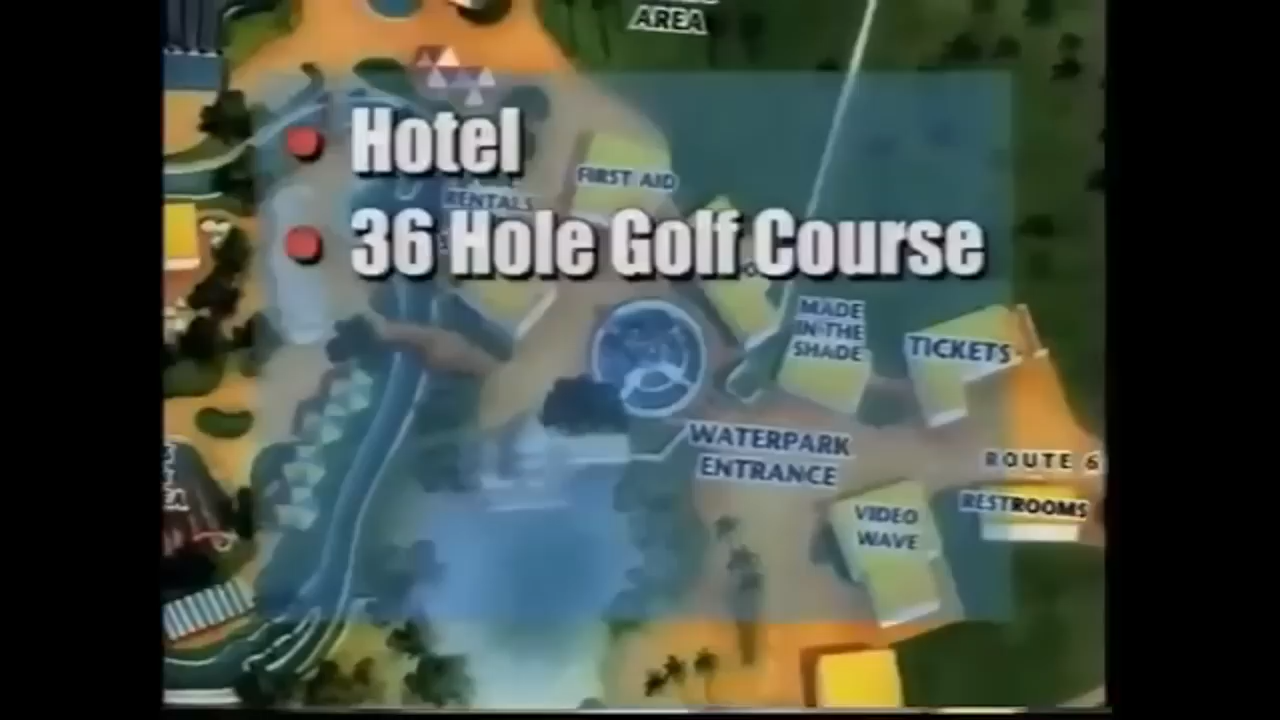 AREA
Hotel
FIRST AID
RENTALS
36 Hole Golf Course
MADE
IN THE
SHADE
TICKETS
WATERPARK
ENTRANCE
ROUTE 6
RESTROOMS
VIDEO
WAVE